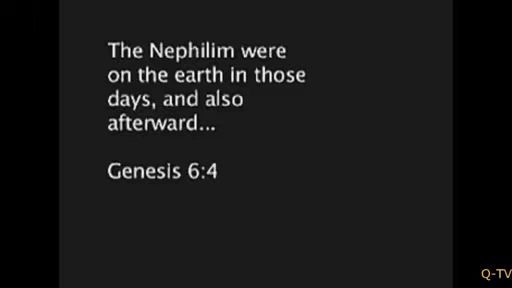 The Nephilim were
on the earth in those
days, and also
afterward...
Genesis 6:4
Q-TV